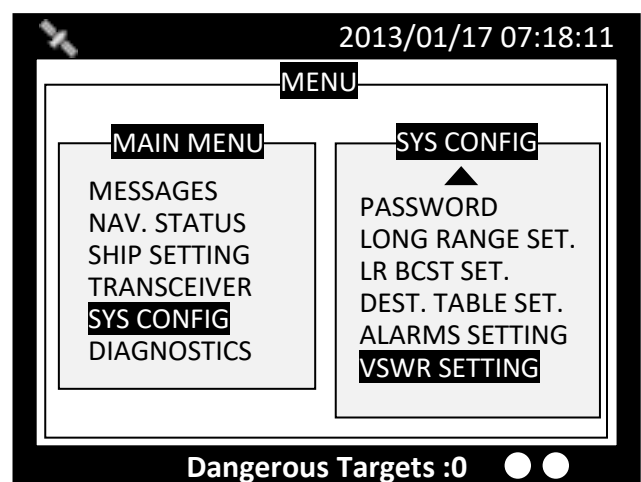 2013/01/17 07:18:11
MENU
MAIN MENU
MESSAGES
NAV. STATUS
SHIP SETTING
TRANSCEIVER
SYS CONFIG
DIAGNOSTICS
SYS CONFIG
PASSWORD
LONG RANGE SET.
LR BCST SET.
DEST. TABLE SET.
ALARMS SETTING
VSWR SETTING
Dangerous Targets :0